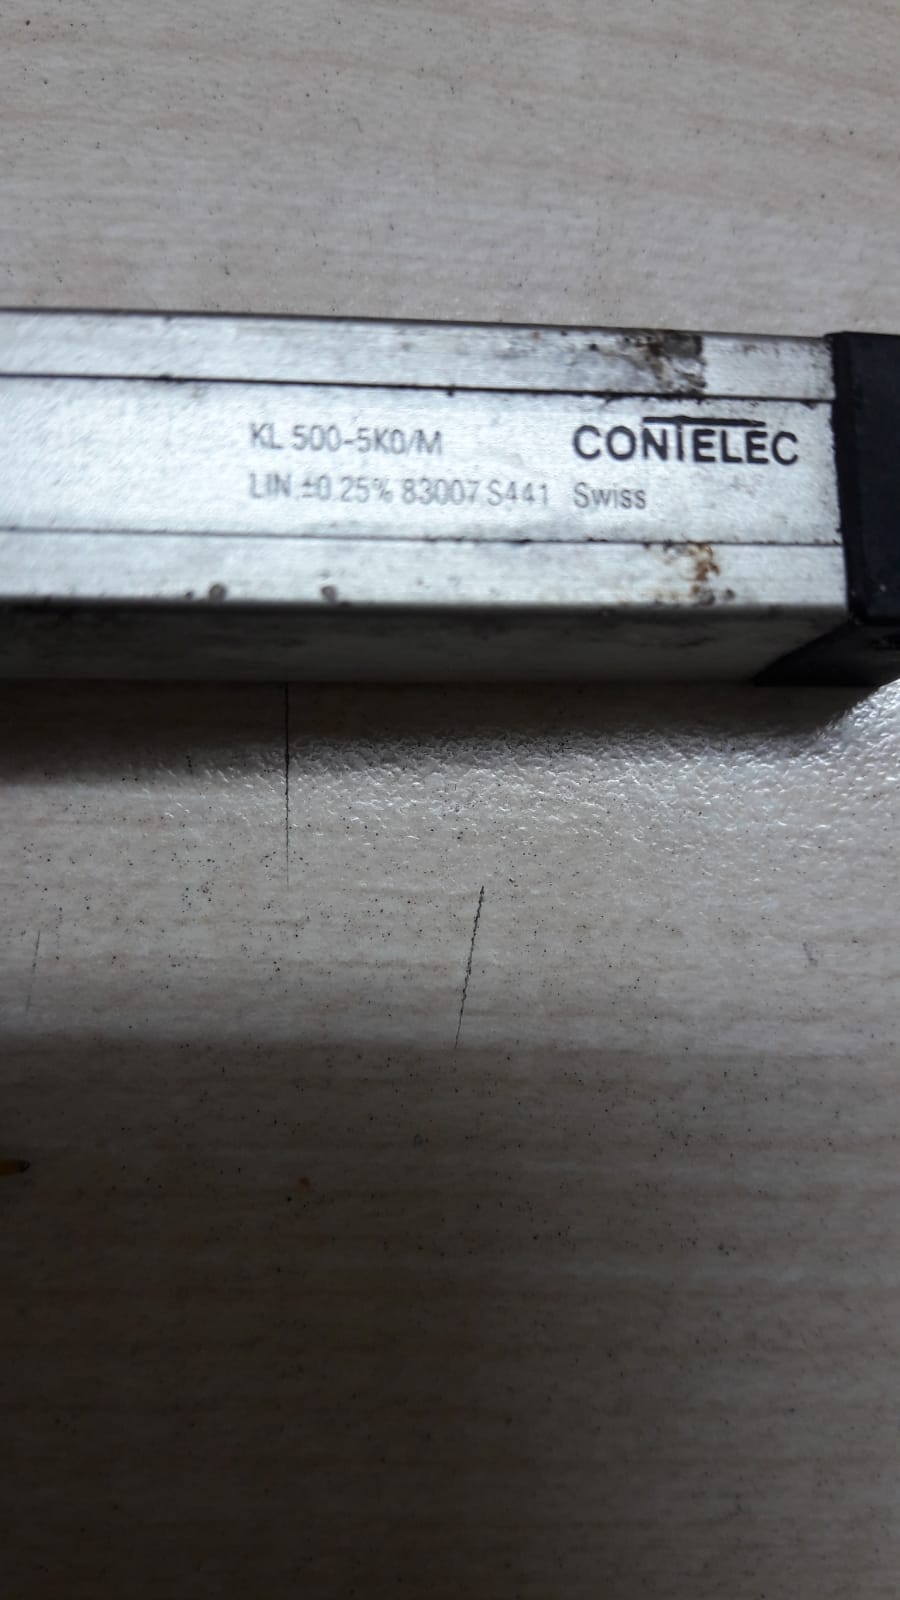 KL 500-5K0/M
CONTELEC
LIN.±0.25% 83007.S441 Swiss